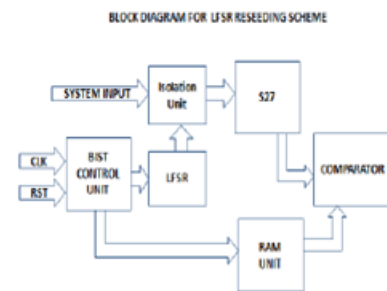 BLOCK DIAGRAM FOR LFSR RESEEDING SCHEME
SYSTEM INPUT
Isolation
Unit
S27
CLK
RST
BIST
CONTROL
UNIT
LFSR
COMPARATOR
RAM
UNIT